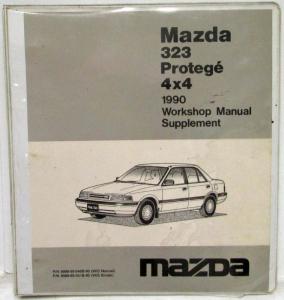 Mazda
323
Protegé
4x4
1990
Workshop Manual
Supplement
mazda